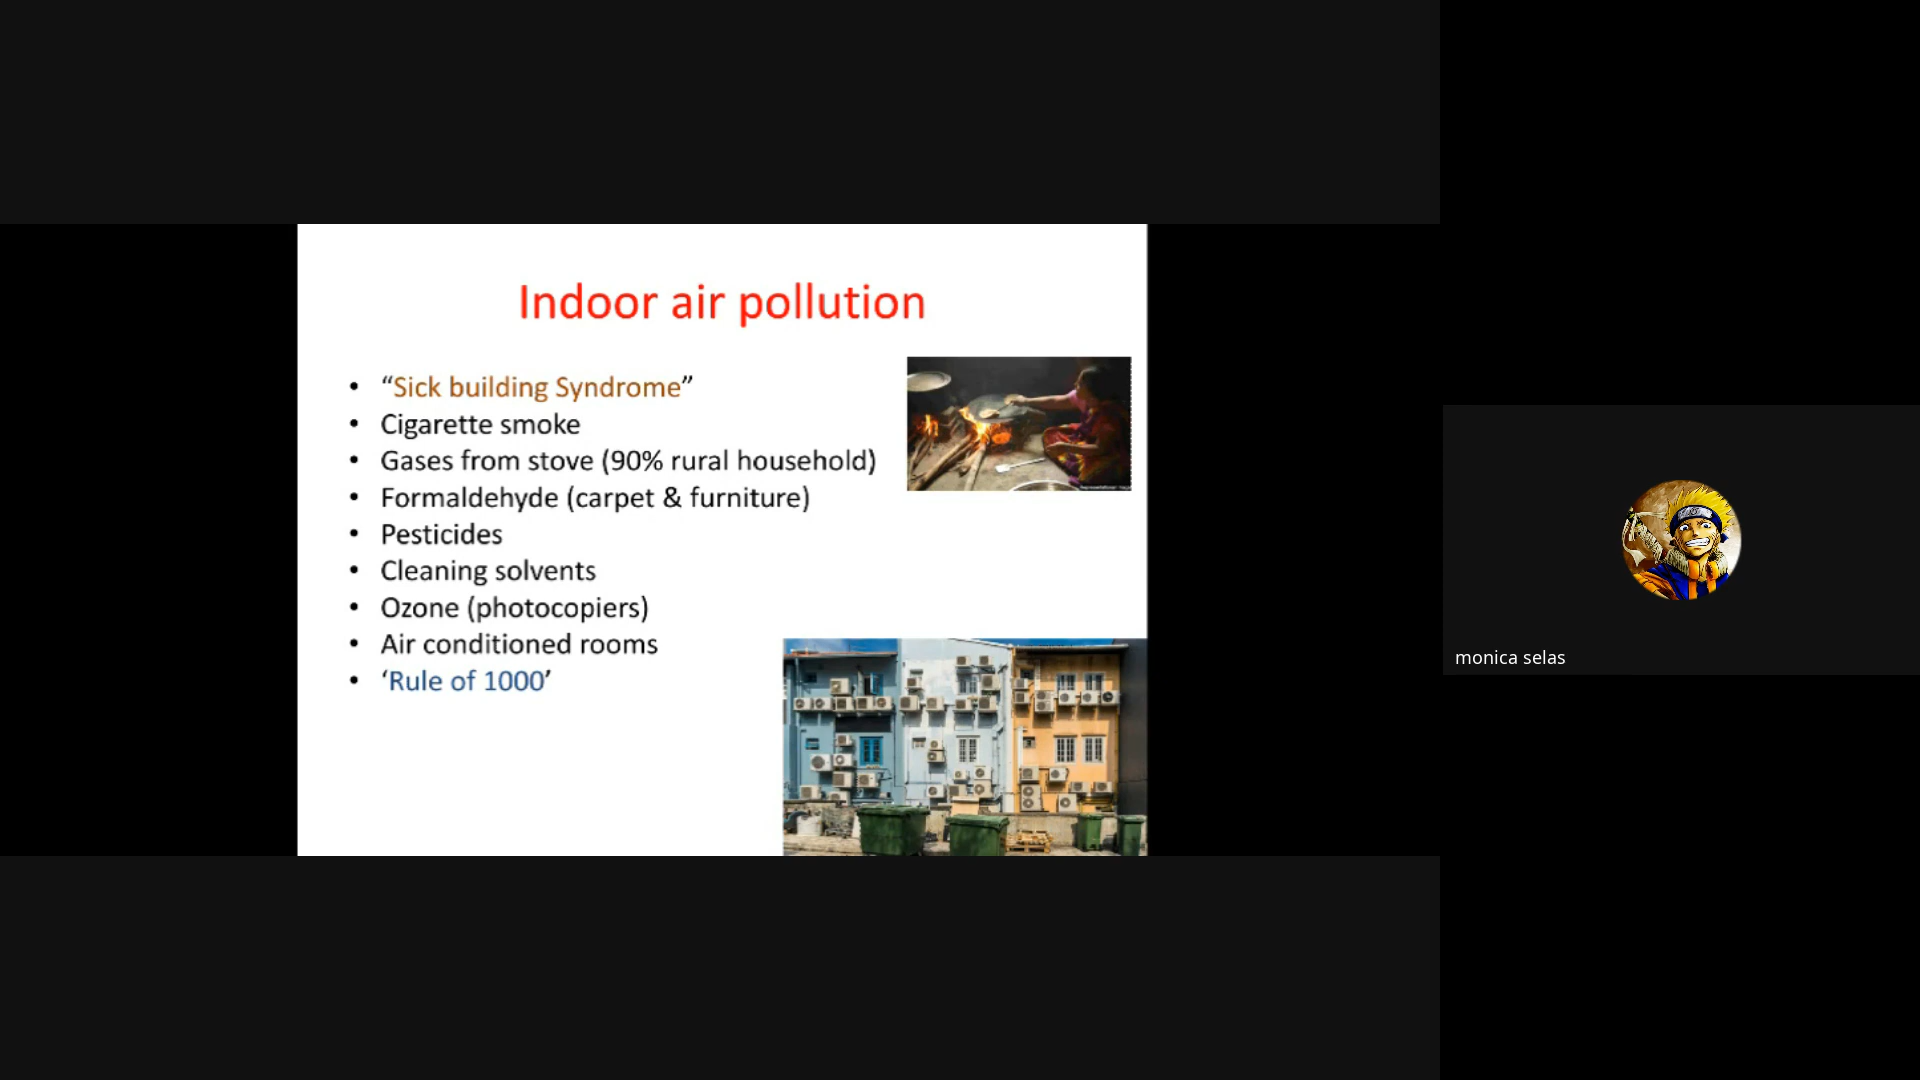 Indoor air pollution
• “Sick building Syndrome”
• Cigarette smoke
• Gases from stove (90% rural household)
• Formaldehyde (carpet & furniture)
• Pesticides
• Cleaning solvents
• Ozone (photocopiers)
• Air conditioned rooms
• ‘Rule of 1000’
monica selas